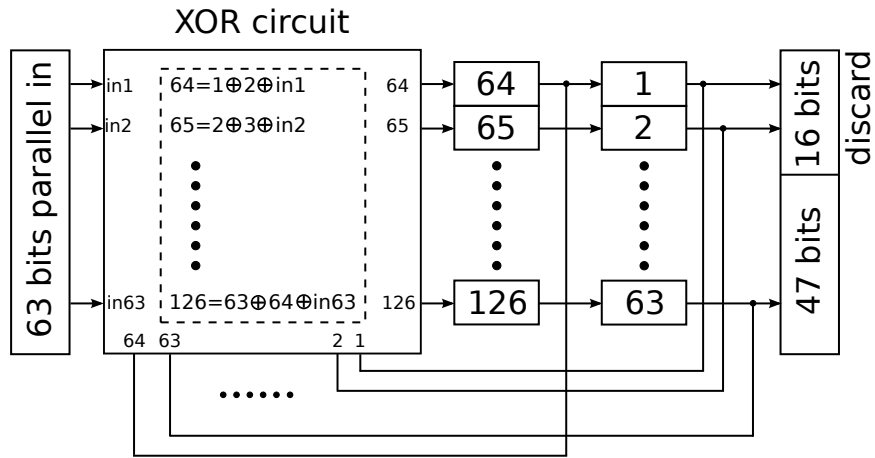 XOR circuit
63 bits parallel in
in1
64=1⊕2⊕in1
64
64
1
in2
65=2⊕3⊕in2
65
65
2
16 bits
discard
in63
126=63⊕64⊕in63
126
126
63
47 bits
64 63 2 1